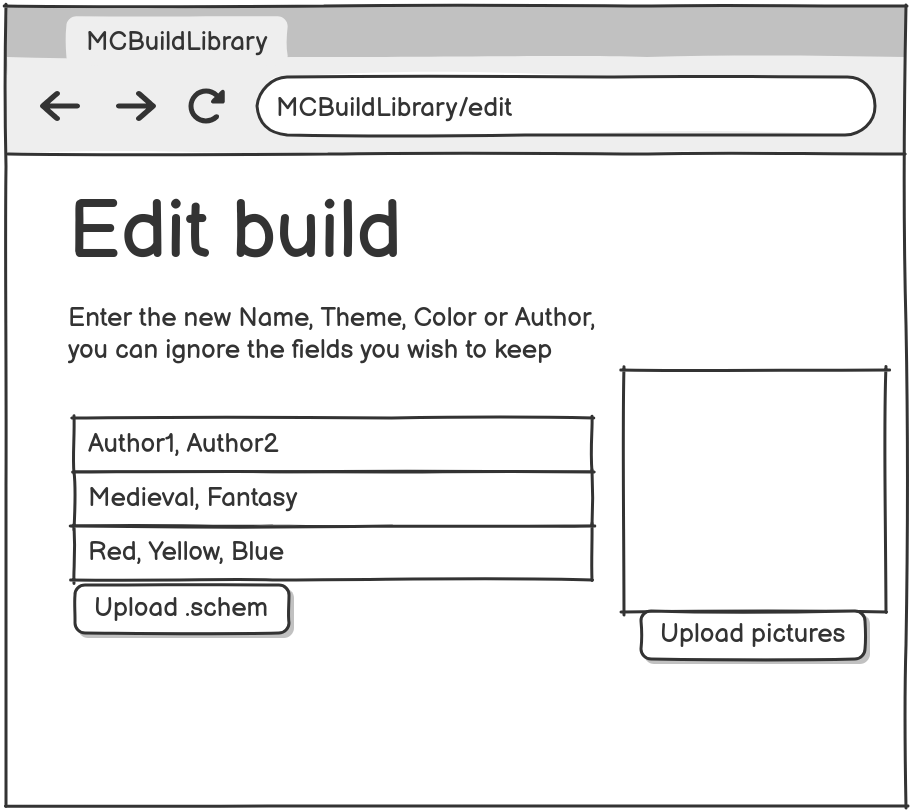 MCBuildLibrary
MCBuildLibrary/edit
Edit build
Enter the new Name, Theme, Color or Author,
you can ignore the fields you wish to keep
Author1, Author2
Medieval, Fantasy
Red, Yellow, Blue
Upload .schem
Upload pictures